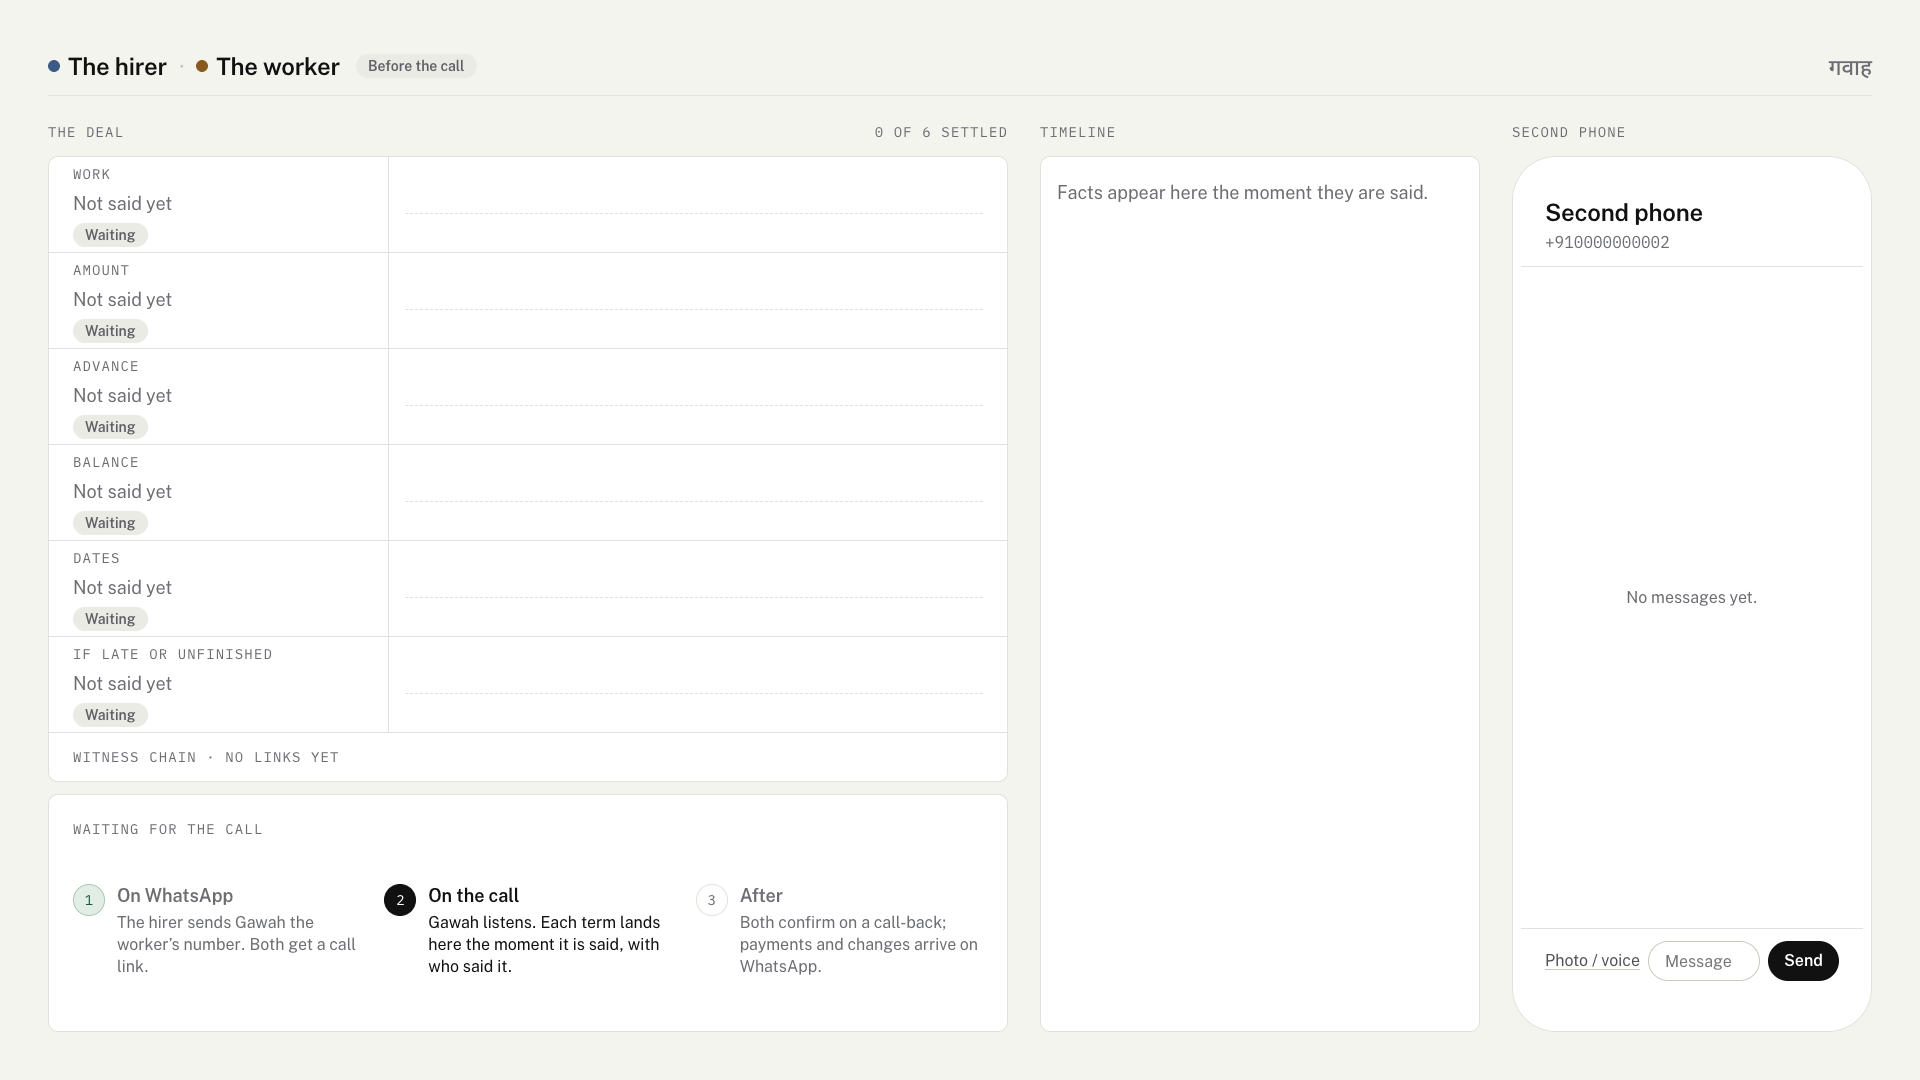 The hirer · The worker Before the call
गवाह
THE DEAL 0 OF 6 SETTLED
WORK
Not said yet
Waiting
AMOUNT
Not said yet
Waiting
ADVANCE
Not said yet
Waiting
BALANCE
Not said yet
Waiting
DATES
Not said yet
Waiting
IF LATE OR UNFINISHED
Not said yet
Waiting
WITNESS CHAIN · NO LINKS YET
WAITING FOR THE CALL
1 On WhatsApp
The hirer sends Gawah the
worker’s number. Both get a call
link.
2 On the call
Gawah listens. Each term lands
here the moment it is said, with
who said it.
3 After
Both confirm on a call-back;
payments and changes arrive on
WhatsApp.
TIMELINE
Facts appear here the moment they are said.
SECOND PHONE
Second phone
+910000000002
No messages yet.
Photo / voice Message Send